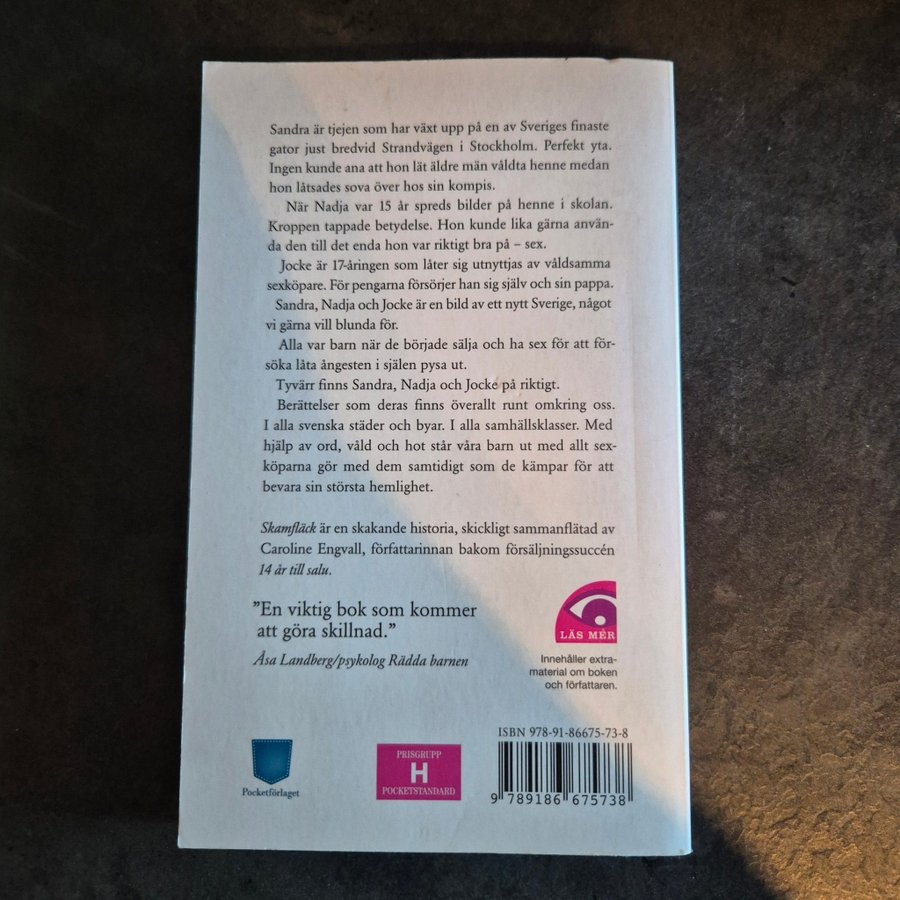 Sandra är tjejen som har växt upp på en av Sveriges finaste
gator just bredvid Strandvägen i Stockholm. Perfekt yta.
Ingen kunde ana att hon lät äldre män våldta henne medan
hon låtsades sova över hos sin kompis.
När Nadja var 15 år spreds bilder på henne i skolan.
Kroppen tappade betydelse. Hon kunde lika gärna använ-
da den till det enda hon var riktigt bra på – sex.
Jocke är 17-åringen som låter sig utnyttjas av våldsamma
sexköpare. För pengarna försörjer han sig själv och sin pappa.
Sandra, Nadja och Jocke är en bild av ett nytt Sverige, något
vi gärna vill blunda för.
Alla var barn när de började sälja och ha sex för att för-
söka låta ångesten i själen pysa ut.
Tyvärr finns Sandra, Nadja och Jocke på riktigt.
Berättelser som deras finns överallt runt omkring oss.
I alla svenska städer och byar. I alla samhällsklasser. Med
hjälp av ord, våld och hot står våra barn ut med allt sex-
köparna gör med dem samtidigt som de kämpar för att
bevara sin största hemlighet.
Skamfläck är en skakande historia, skickligt sammanflätad av
Caroline Engvall, författarinnan bakom försäljningssuccén
14 år till salu.
”En viktig bok som kommer
att göra skillnad.”
Åsa Landberg/psykolog Rädda barnen
LÄS MER
Innehåller extra-
material om boken
och författaren.
ISBN 978-91-86675-73-8
9 789186 675738
PRISGRUPP
H
POCKETSTANDARD
Pocketförlaget